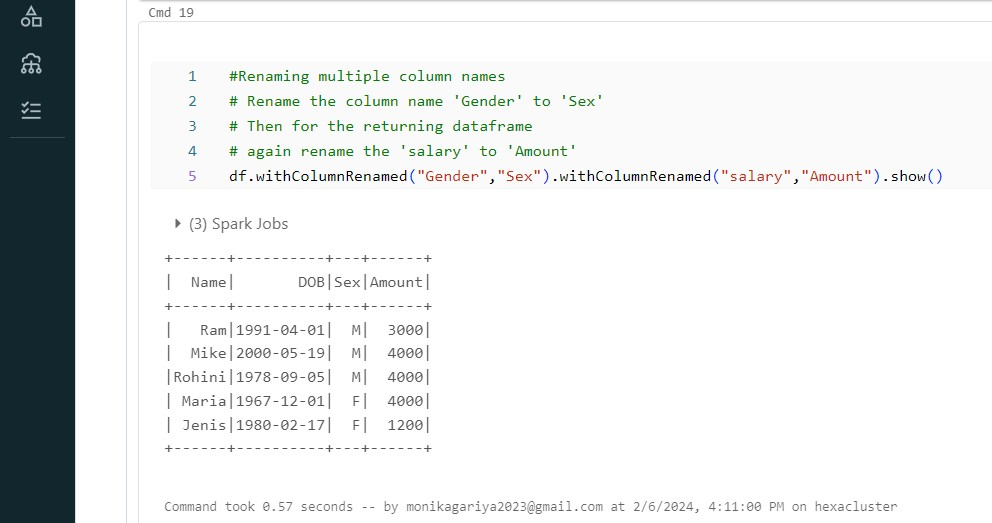 Cmd 19
1 #Renaming multiple column names
2 # Rename the column name 'Gender' to 'Sex'
3 # Then for the returning dataframe
4 # again rename the 'salary' to 'Amount'
5 df.withColumnRenamed("Gender","Sex").withColumnRenamed("salary","Amount").show()
(3) Spark Jobs
+------+----------+---+------+
|  Name|       DOB|Sex|Amount|
+------+----------+---+------+
|   Ram|1991-04-01|  M|  3000|
|  Mike|2000-05-19|  M|  4000|
|Rohini|1978-09-05|  M|  4000|
| Maria|1967-12-01|  F|  4000|
| Jenis|1980-02-17|  F|  1200|
+------+----------+---+------+
Command took 0.57 seconds -- by monikagariya2023@gmail.com at 2/6/2024, 4:11:00 PM on hexacluster